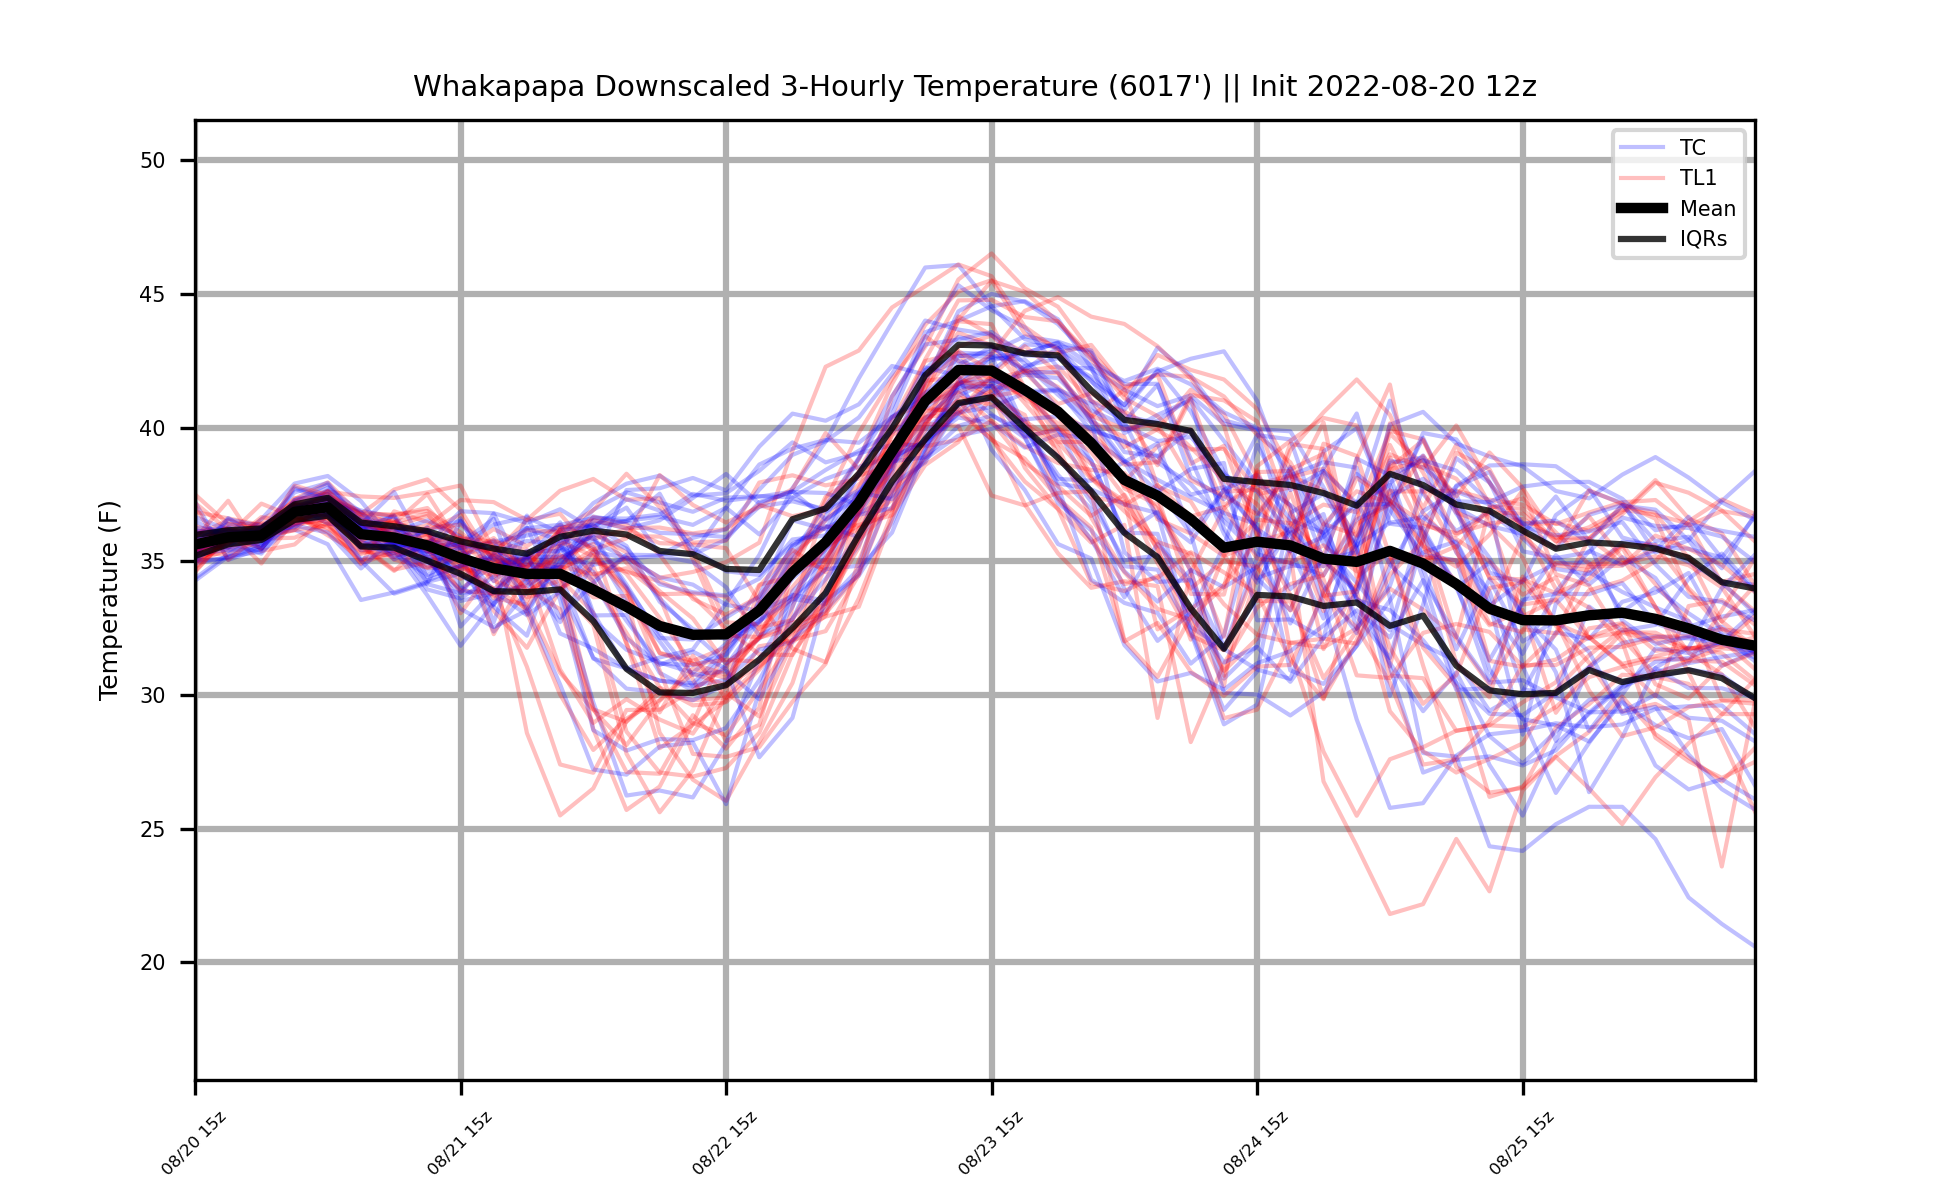 Whakapapa Downscaled 3-Hourly Temperature (6017') || Init 2022-08-20 12z
TC
TL1
Mean
IQRs
Temperature (F)
50
45
40
35
30
25
20
08/20 15z
08/21 15z
08/22 15z
08/23 15z
08/24 15z
08/25 15z